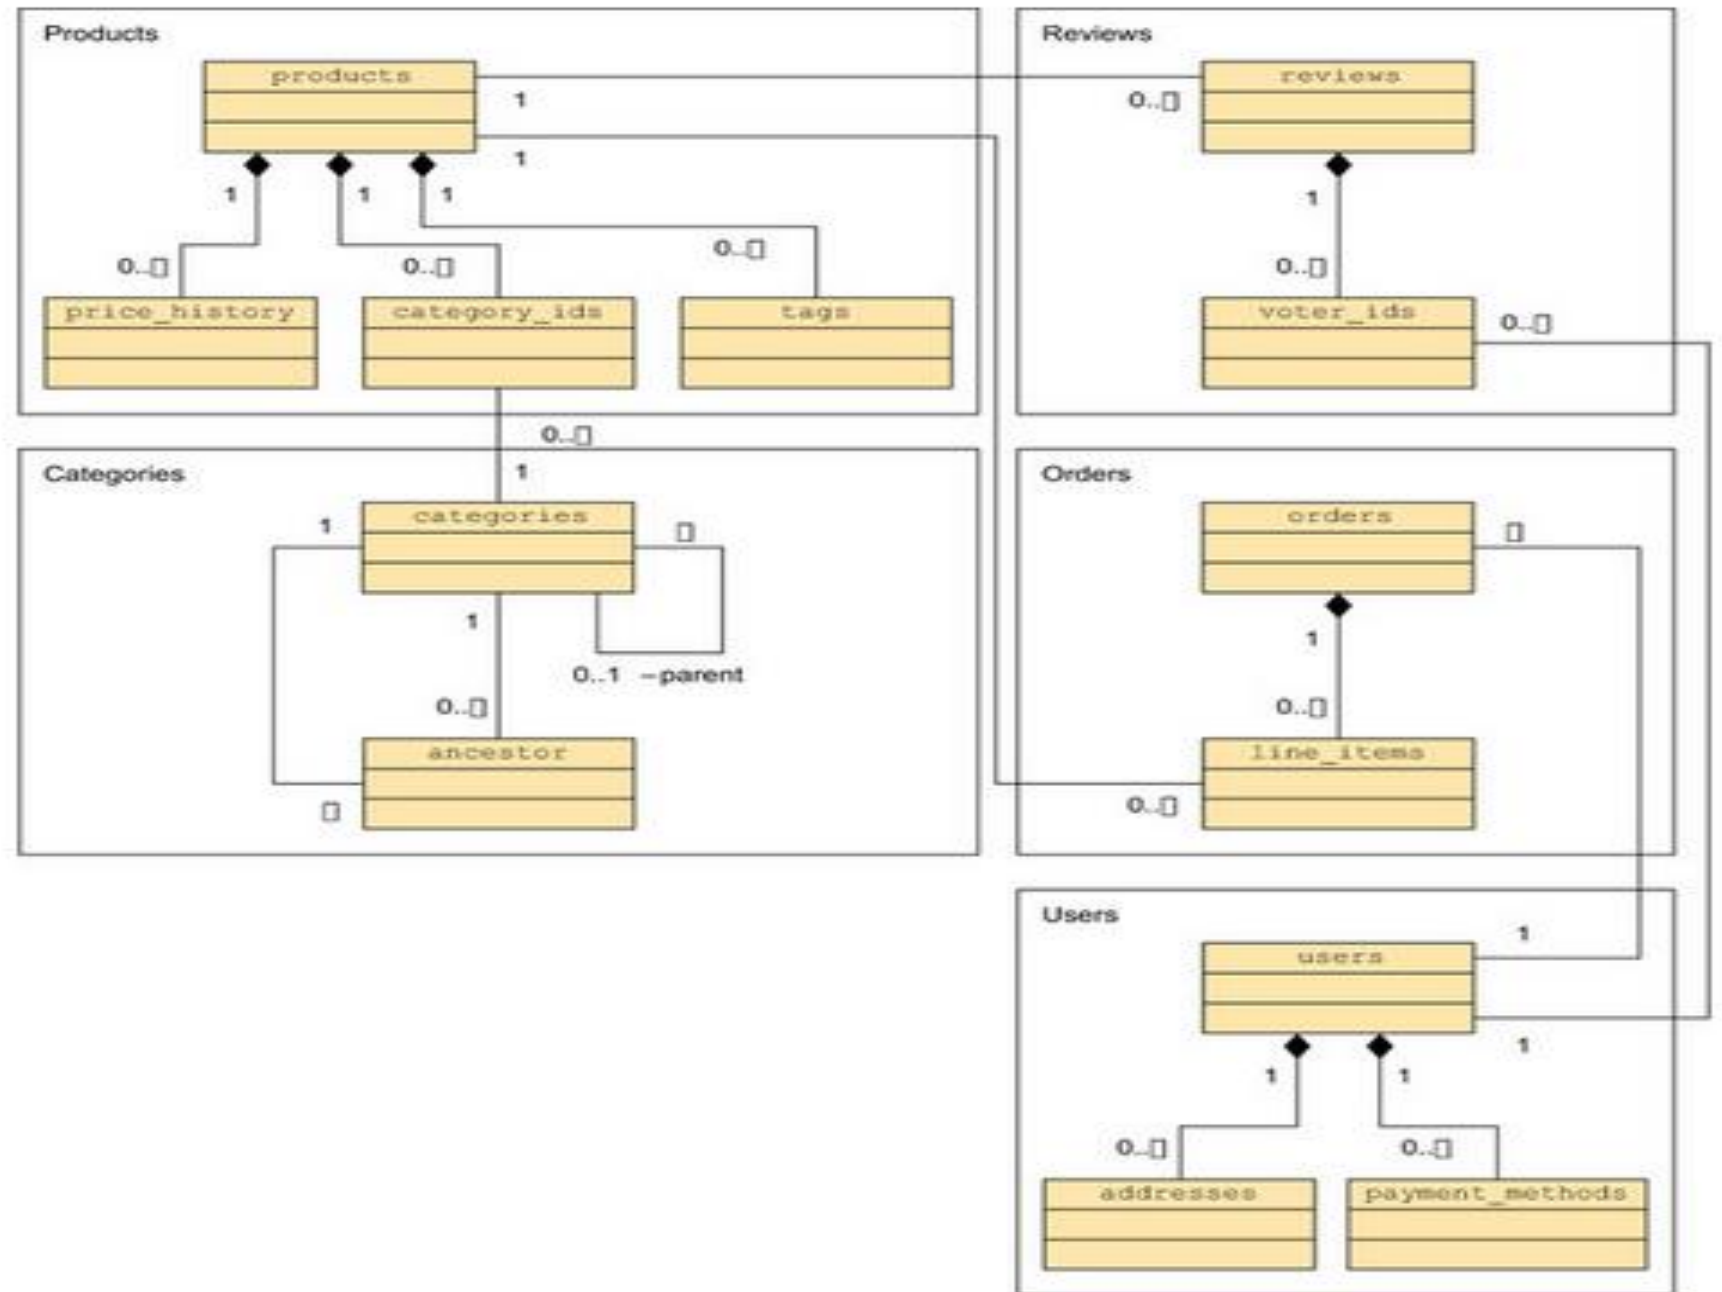 Products
products
1
1
1
1
1
0..▯
0..▯
0..▯
price_history
category_ids
tags
0..▯
Reviews
reviews
0..▯
1
0..▯
voter_ids
0..▯
Categories
1
categories
1
▯
1
0..1 –parent
0..▯
ancestor
▯
Orders
orders
▯
1
0..▯
line_items
0..▯
Users
users
1
1
1
1
0..▯
0..▯
addresses
payment_methods